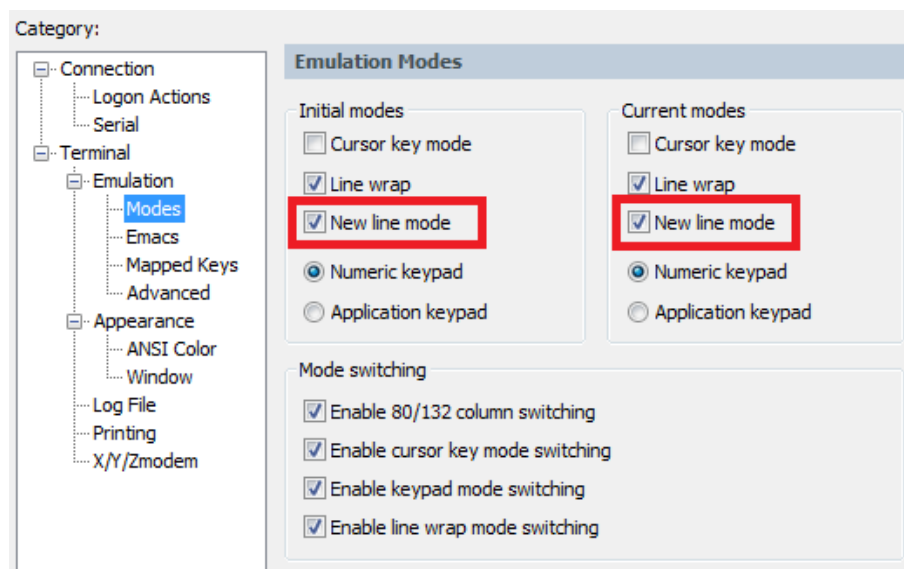 Category:
Connection
Logon Actions
Serial
Terminal
Emulation
Modes
Emacs
Mapped Keys
Advanced
Appearance
ANSI Color
Window
Log File
Printing
X/Y/Zmodem
Emulation Modes
Initial modes
Cursor key mode
Line wrap
New line mode
Numeric keypad
Application keypad
Current modes
Cursor key mode
Line wrap
New line mode
Numeric keypad
Application keypad
Mode switching
Enable 80/132 column switching
Enable cursor key mode switching
Enable keypad mode switching
Enable line wrap mode switching